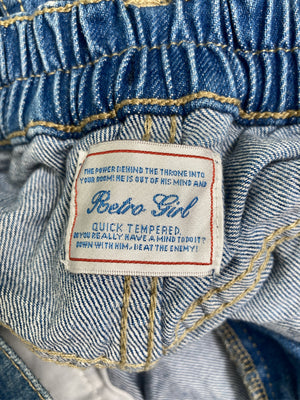 THE POWER BEHIND THE THRONE INTO
YOUR ROOM! HE IS OUT OF HIS MIND AND
Retro Girl
QUICK TEMPERED.
DO YOU REALLY HAVE A MIND TO DO IT?
DOWN WITH HIM, BEAT THE ENEMY!